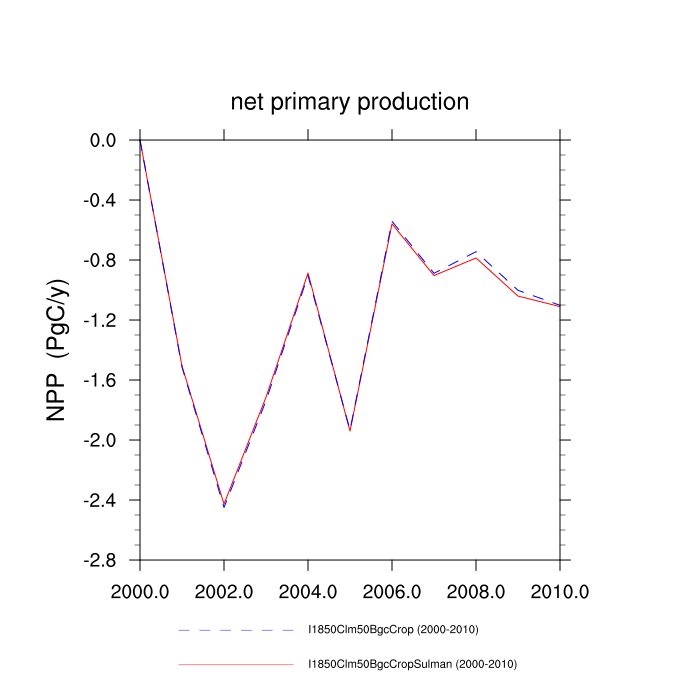 net primary production
0.0
-0.4
-0.8
-1.2
-1.6
-2.0
-2.4
-2.8
NPP (PgC/y)
2000.0 2002.0 2004.0 2006.0 2008.0 2010.0
I1850Clm50BgcCrop (2000-2010)
I1850Clm50BgcCropSulman (2000-2010)